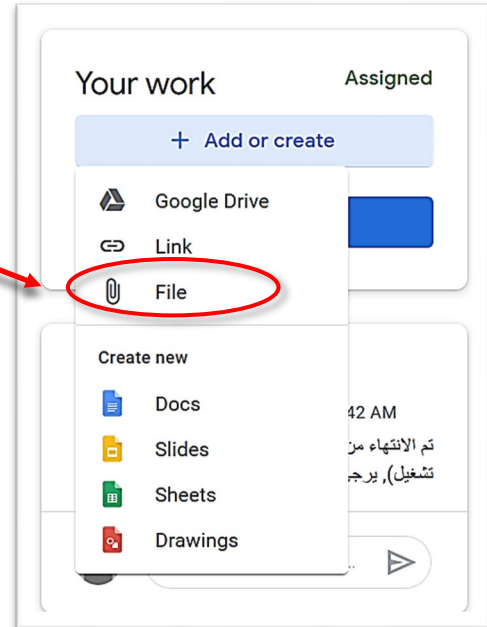 Your work
Assigned
+ Add or create
Google Drive
Link
File
Create new
Docs
Slides
Sheets
Drawings
42 AM
تم الانتهاء من
تشغيل), يرجى